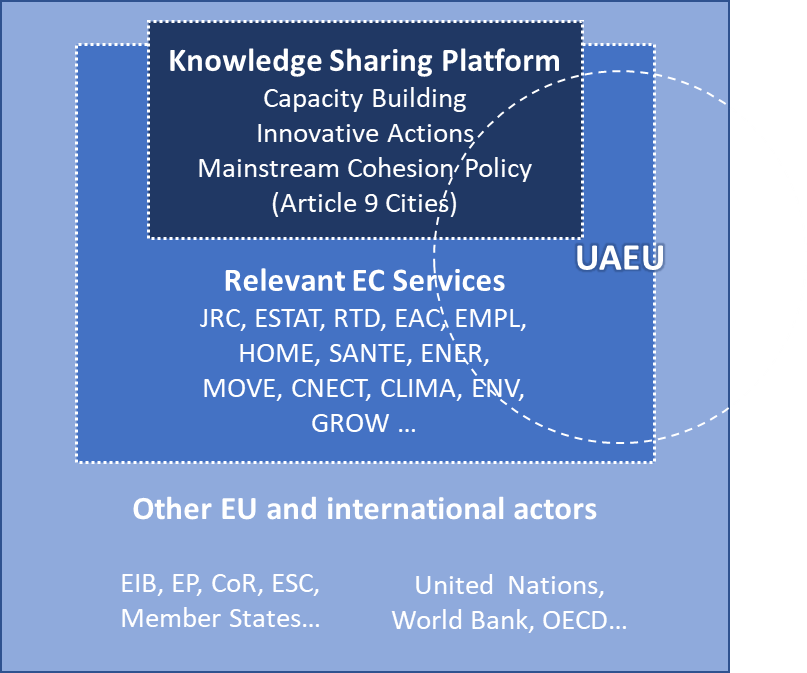 Knowledge Sharing Platform
Capacity Building
Innovative Actions
Mainstream Cohesion Policy
(Article 9 Cities)
UAEU
Relevant EC Services
JRC, ESTAT, RTD, EAC, EMPL,
HOME, SANTE, ENER,
MOVE, CNECT, CLIMA, ENV,
GROW ...
Other EU and international actors
EIB, EP, CoR, ESC,
Member States...
United Nations,
World Bank, OECD...